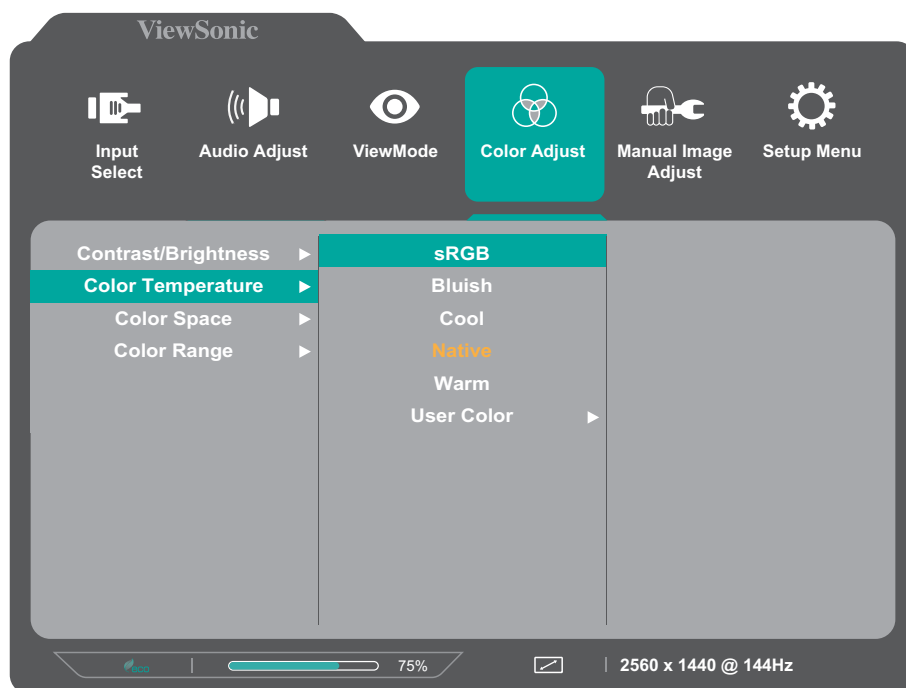 ViewSonic
Input
Select
Audio Adjust
ViewMode
Color Adjust
Manual Image
Adjust
Setup Menu
Contrast/Brightness
Color Temperature
Color Space
Color Range
sRGB
Bluish
Cool
Native
Warm
User Color
eco
75%
2560 x 1440 @ 144Hz